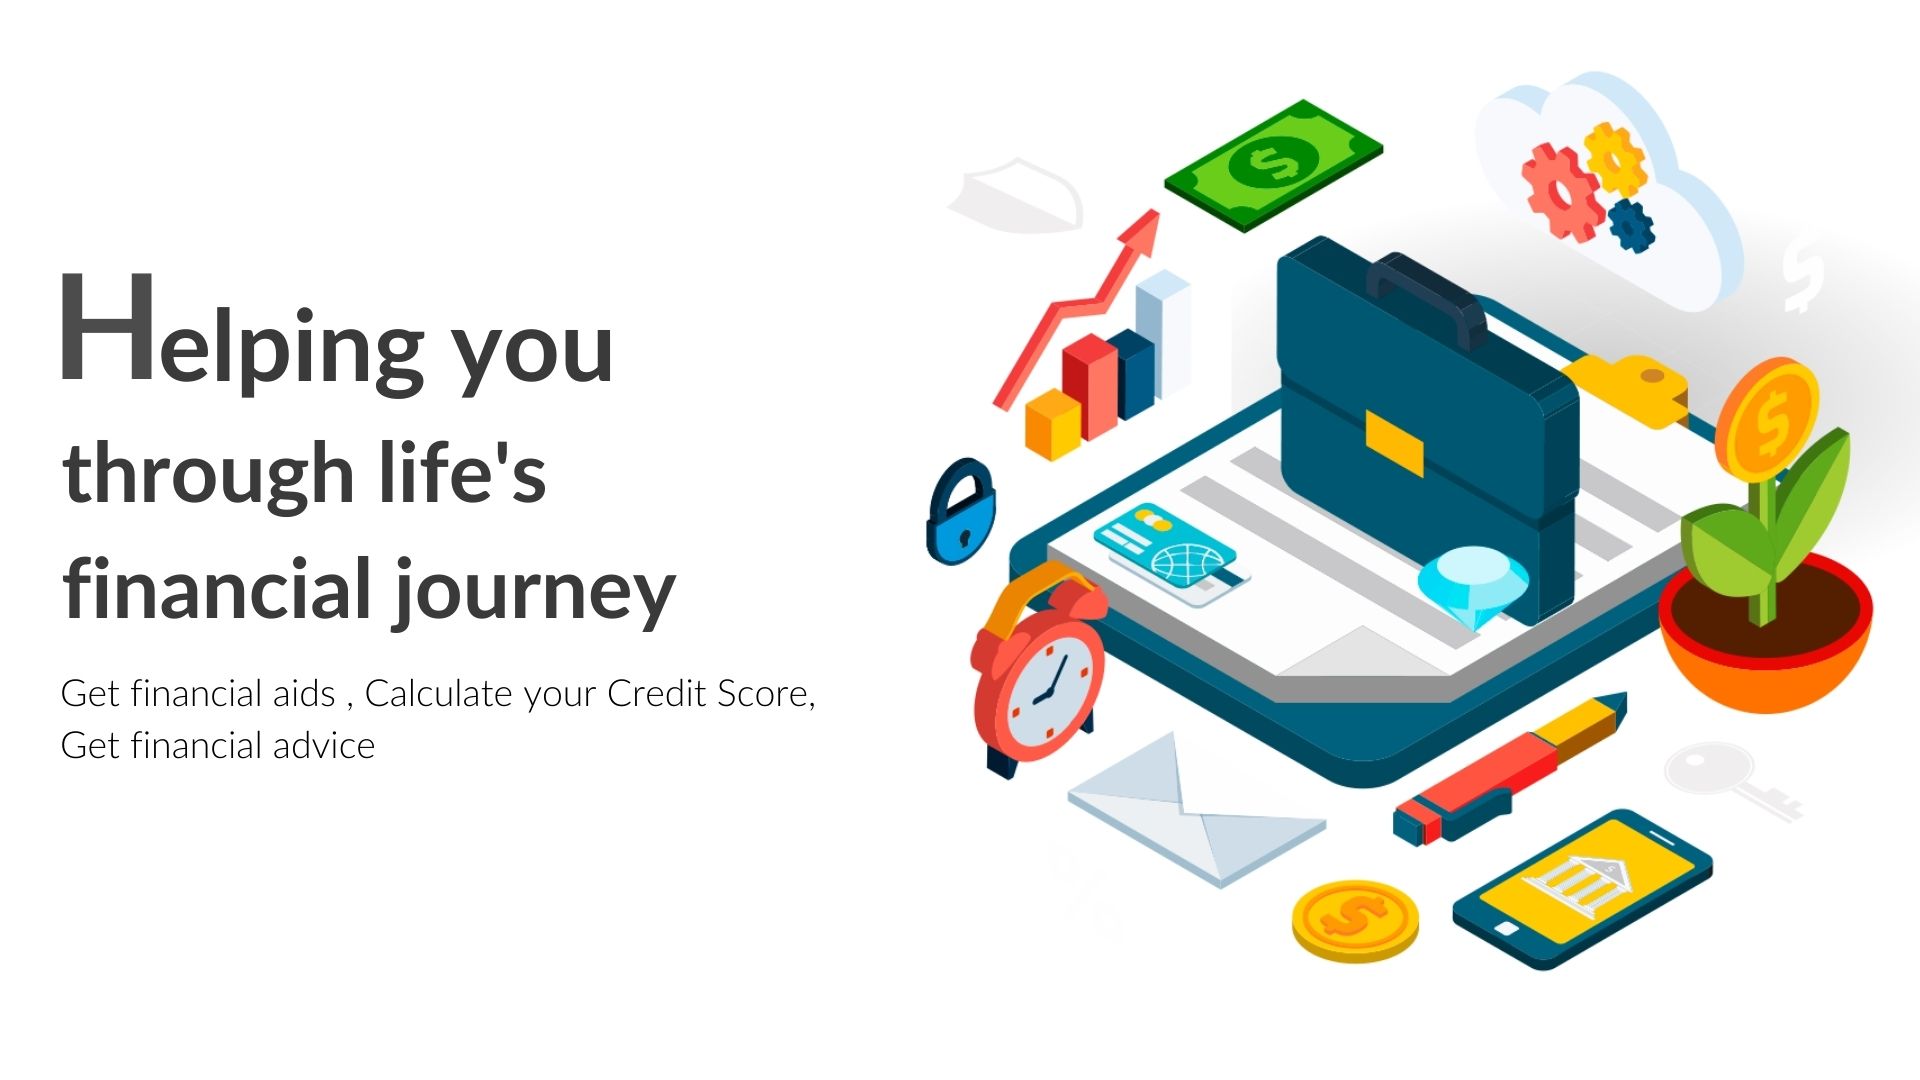 Helping you
through life's
financial journey
Get financial aids , Calculate your Credit Score,
Get financial advice